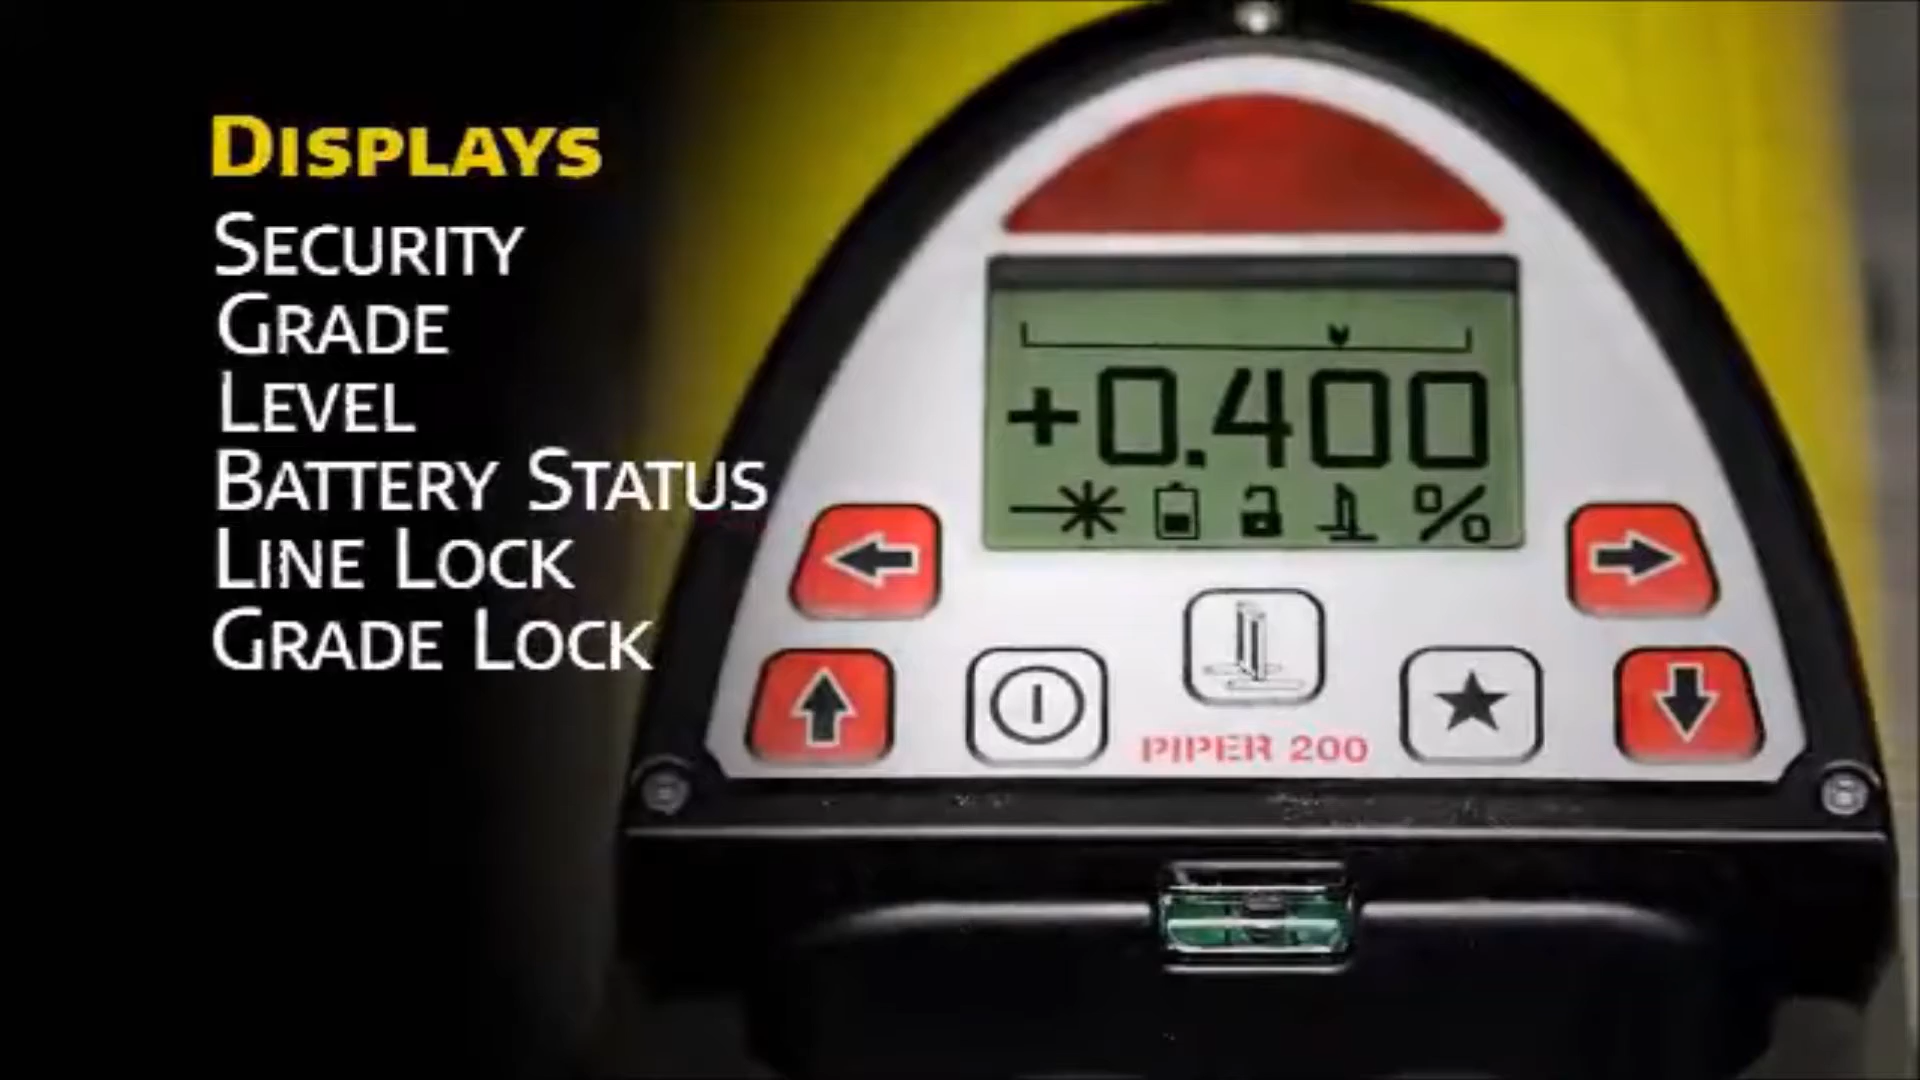 DISPLAYS
SECURITY
GRADE
LEVEL
BATTERY STATUS
LINE LOCK
GRADE LOCK
+0.400
%
PIPER 200